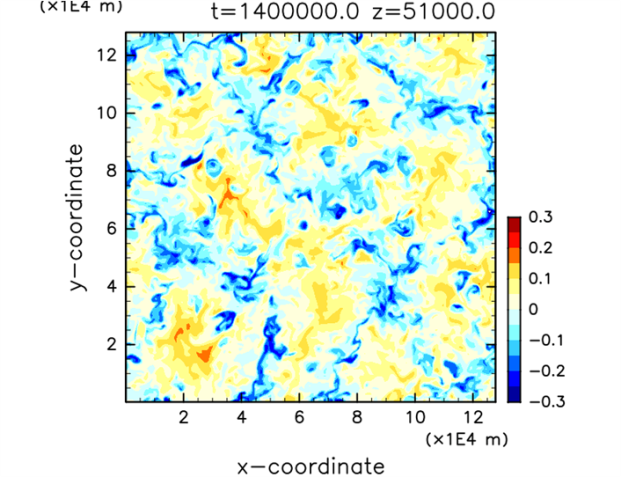 (×1E4 m)
t=1400000.0 z=51000.0
12
10
8
6
4
2
y−coordinate
2 4 6 8 10 12
(×1E4 m)
x−coordinate
0.3
0.2
0.1
0
−0.1
−0.2
−0.3